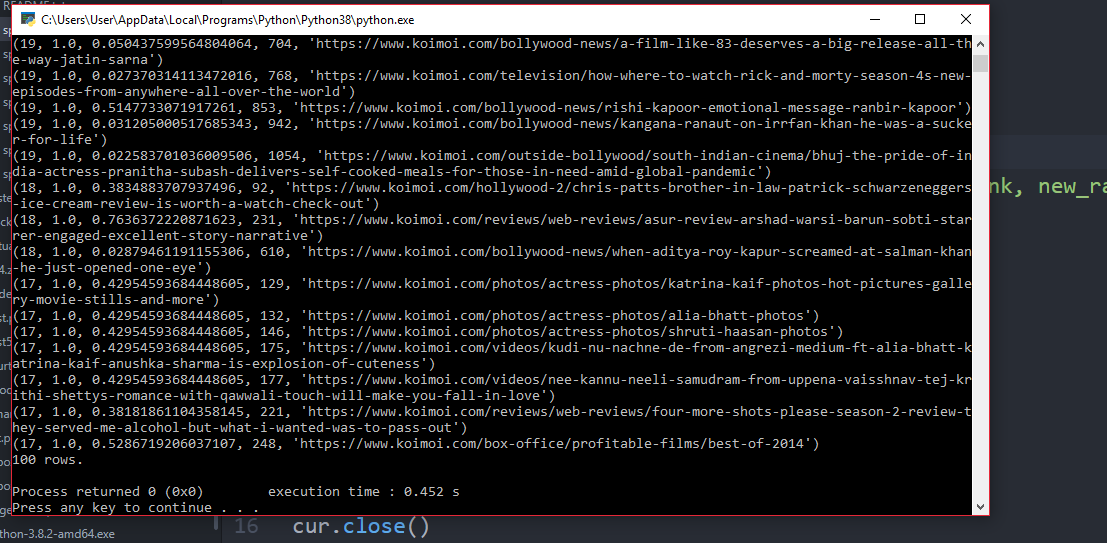 C:\Users\User\AppData\Local\Programs\Python\Python38\python.exe
(19, 1.0, 0.050437599564804064, 704, 'https://www.koimoi.com/bollywood-news/a-film-like-83-deserves-a-big-release-all-th
e-way-jatin-sarna')
(19, 1.0, 0.027370314113472016, 768, 'https://www.koimoi.com/television/how-where-to-watch-rick-and-morty-season-4s-new-
episodes-from-anywhere-all-over-the-world')
(19, 1.0, 0.5147733071917261, 853, 'https://www.koimoi.com/bollywood-news/rishi-kapoor-emotional-message-ranbir-kapoor')
(19, 1.0, 0.031205000517685343, 942, 'https://www.koimoi.com/bollywood-news/kangana-ranaut-on-irrfan-khan-he-was-a-sucke
r-for-life')
(19, 1.0, 0.022583701036009506, 1054, 'https://www.koimoi.com/outside-bollywood/south-indian-cinema/bhuj-the-pride-of-in
dia-actress-pranitha-subash-delivers-self-cooked-meals-for-those-in-need-amid-global-pandemic')
(18, 1.0, 0.3834883707937496, 92, 'https://www.koimoi.com/hollywood-2/chris-patts-brother-in-law-patrick-schwarzeneggers
-ice-cream-review-is-worth-a-watch-check-out')
nk, new_ra
(18, 1.0, 0.7636372220871623, 231, 'https://www.koimoi.com/reviews/web-reviews/asur-review-arshad-warsi-barun-sobti-star
rer-engaged-excellent-story-narrative')
(18, 1.0, 0.02879461191155306, 610, 'https://www.koimoi.com/bollywood-news/when-aditya-roy-kapur-screamed-at-salman-khan
-he-just-opened-one-eye')
(17, 1.0, 0.42954593684448605, 129, 'https://www.koimoi.com/photos/actress-photos/katrina-kaif-photos-hot-pictures-galle
ry-movie-stills-and-more')
(17, 1.0, 0.42954593684448605, 132, 'https://www.koimoi.com/photos/actress-photos/alia-bhatt-photos')
(17, 1.0, 0.42954593684448605, 146, 'https://www.koimoi.com/photos/actress-photos/shruti-haasan-photos')
(17, 1.0, 0.42954593684448605, 175, 'https://www.koimoi.com/videos/kudi-nu-nachne-de-from-angrezi-medium-ft-alia-bhatt-k
atrina-kaif-anushka-sharma-is-explosion-of-cuteness')
(17, 1.0, 0.42954593684448605, 177, 'https://www.koimoi.com/videos/nee-kannu-neeli-samudram-from-uppena-vaisshnav-tej-kr
ithi-shettys-romance-with-qawwali-touch-will-make-you-fall-in-love')
(17, 1.0, 0.38181861104358145, 221, 'https://www.koimoi.com/reviews/web-reviews/four-more-shots-please-season-2-review-t
hey-served-me-alcohol-but-what-i-wanted-was-to-pass-out')
(17, 1.0, 0.5286719206037107, 248, 'https://www.koimoi.com/box-office/profitable-films/best-of-2014')
100 rows.
Process returned 0 (0x0) execution time : 0.452 s
Press any key to continue . . .
16 cur.close()
thon-3.8.2-amd64.exe